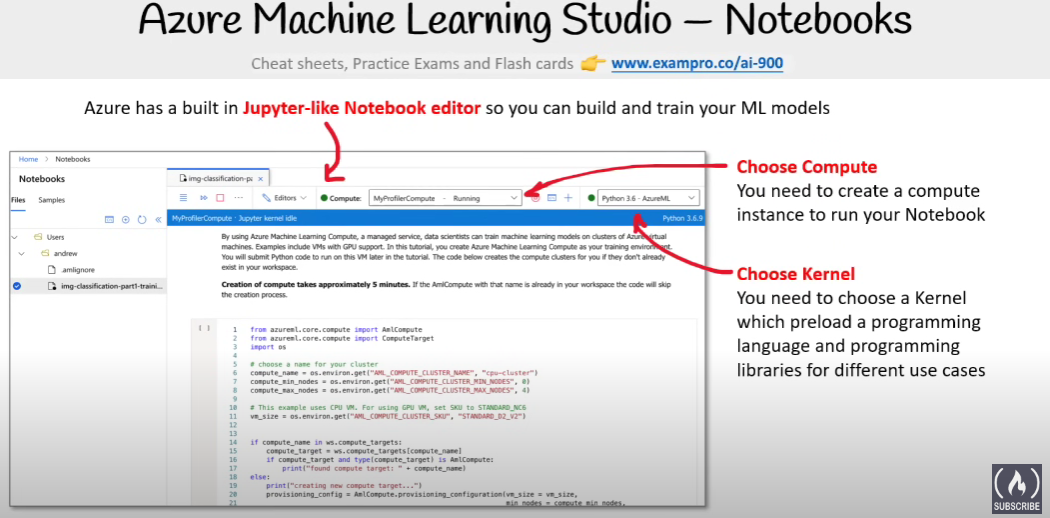 Azure Machine Learning Studio – Notebooks
Cheat sheets, Practice Exams and Flash cards 👉 www.exampro.co/ai-900
Azure has a built in Jupyter-like Notebook editor so you can build and train your ML models
Home > Notebooks
Notebooks
Files Samples
Users
andrew
.amlignore
img-classification-part1-traini...
img-classification-pa ×
Editors
Compute: MyProfilerCompute - Running
Python 3.6 - AzureML
MyProfilerCompute · Jupyter kernel idle
Python 3.6.9
By using Azure Machine Learning Compute, a managed service, data scientists can train machine learning models on clusters of Azure virtual
machines. Examples include VMs with GPU support. In this tutorial, you create Azure Machine Learning Compute as your training environment.
You will submit Python code to run on this VM later in the tutorial. The code below creates the compute clusters for you if they don't already
exist in your workspace.
Creation of compute takes approximately 5 minutes. If the AmlCompute with that name is already in your workspace the code will skip
the creation process.
[ ]
1 from azureml.core.compute import AmlCompute
2 from azureml.core.compute import ComputeTarget
3 import os
4
5 # choose a name for your cluster
6 compute_name = os.environ.get("AML_COMPUTE_CLUSTER_NAME", "cpu-cluster")
7 compute_min_nodes = os.environ.get("AML_COMPUTE_CLUSTER_MIN_NODES", 0)
8 compute_max_nodes = os.environ.get("AML_COMPUTE_CLUSTER_MAX_NODES", 4)
9
10 # This example uses CPU VM. For using GPU VM, set SKU to STANDARD_NC6
11 vm_size = os.environ.get("AML_COMPUTE_CLUSTER_SKU", "STANDARD_D2_V2")
12
13
14 if compute_name in ws.compute_targets:
15 compute_target = ws.compute_targets[compute_name]
16 if compute_target and type(compute_target) is AmlCompute:
17 print("found compute target: " + compute_name)
18 else:
19 print("creating new compute target...")
20 provisioning_config = AmlCompute.provisioning_configuration(vm_size = vm_size,
21 min_nodes = compute_min_nodes,
Choose Compute
You need to create a compute
instance to run your Notebook
Choose Kernel
You need to choose a Kernel
which preload a programming
language and programming
libraries for different use cases
SUBSCRIBE